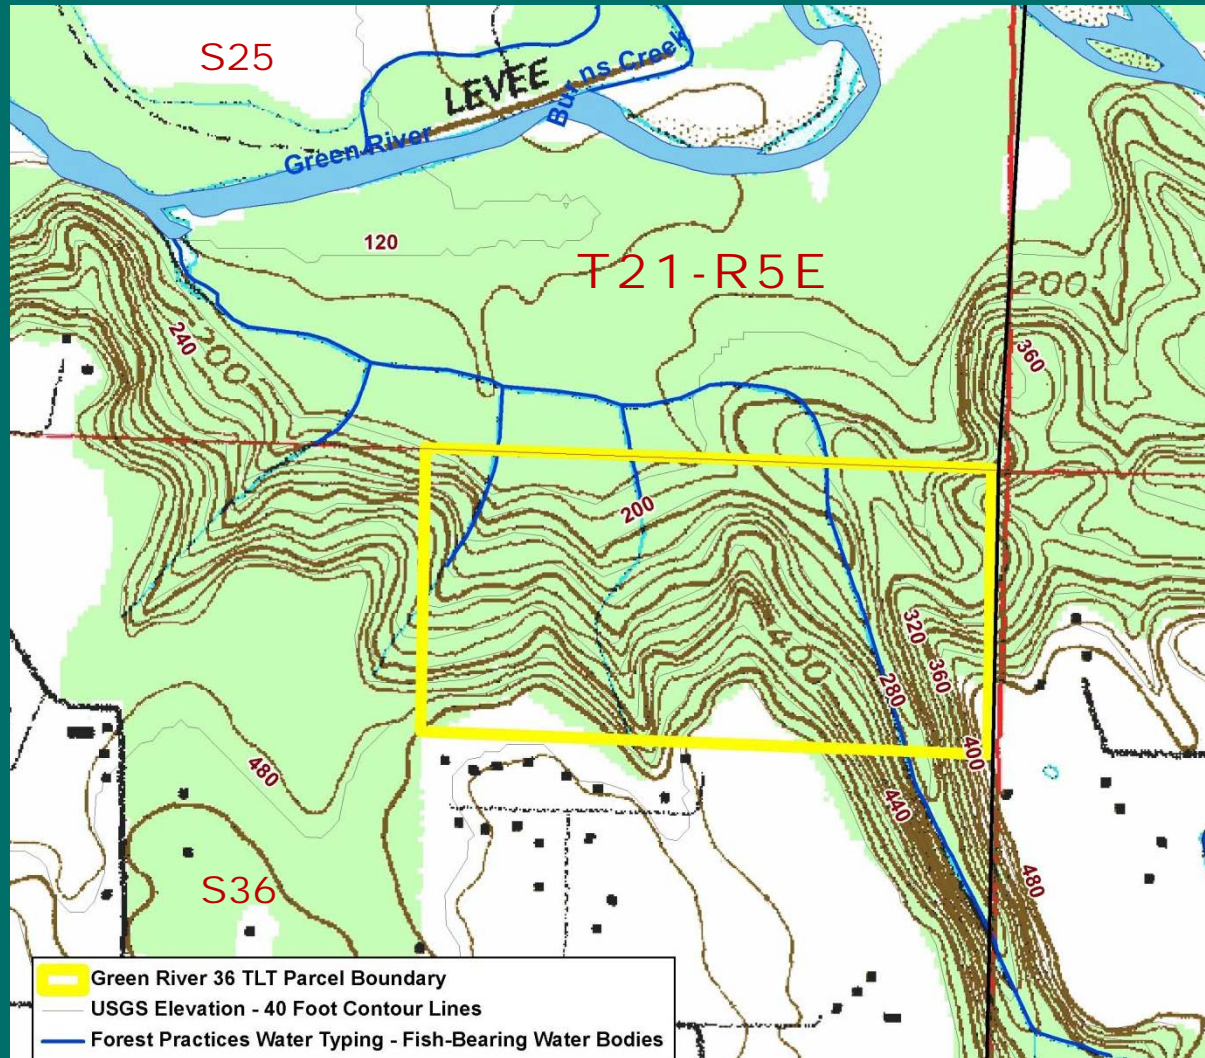 S25
LEVEE
Burns Creek
Green River
120
T21-R5E
200
240
200
360
200
400
320
360
280
400
440
480
480
S36
Green River 36 TLT Parcel Boundary
USGS Elevation - 40 Foot Contour Lines
Forest Practices Water Typing - Fish-Bearing Water Bodies